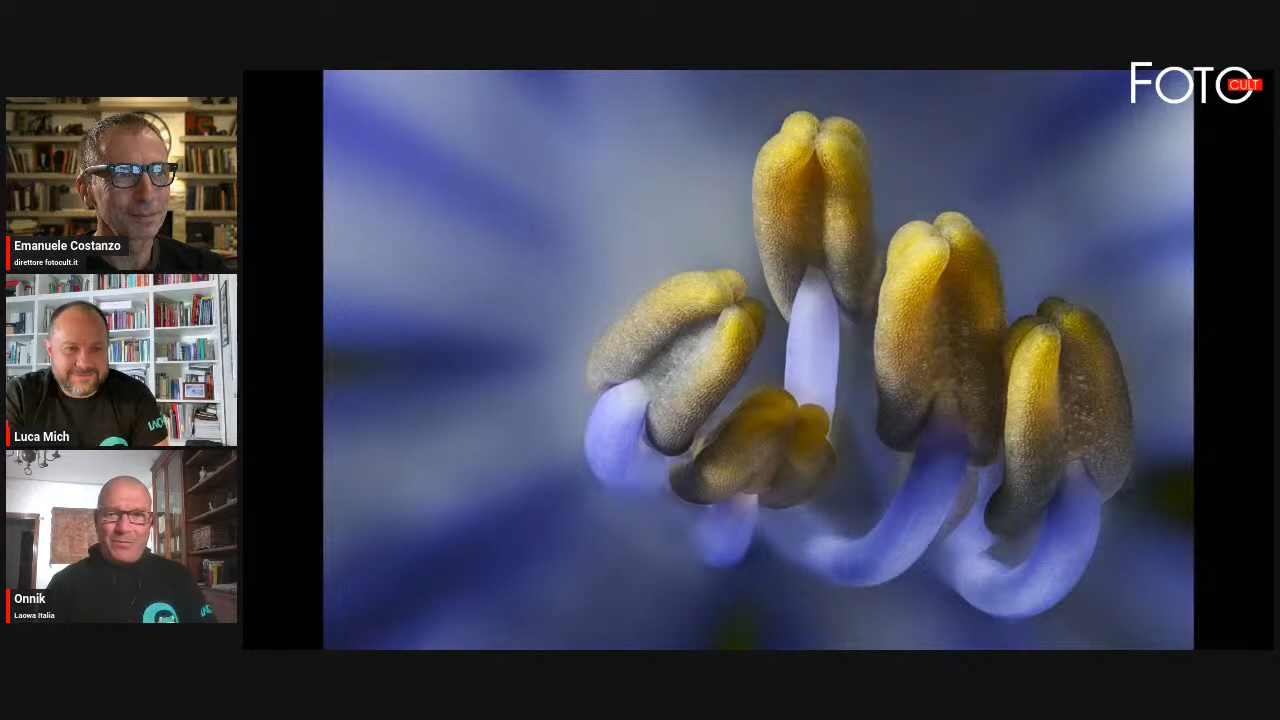 FOTO
CULT
Emanuele Costanzo
direttore fotocult.it
Luca Mich
Onnik
Laowa Italia